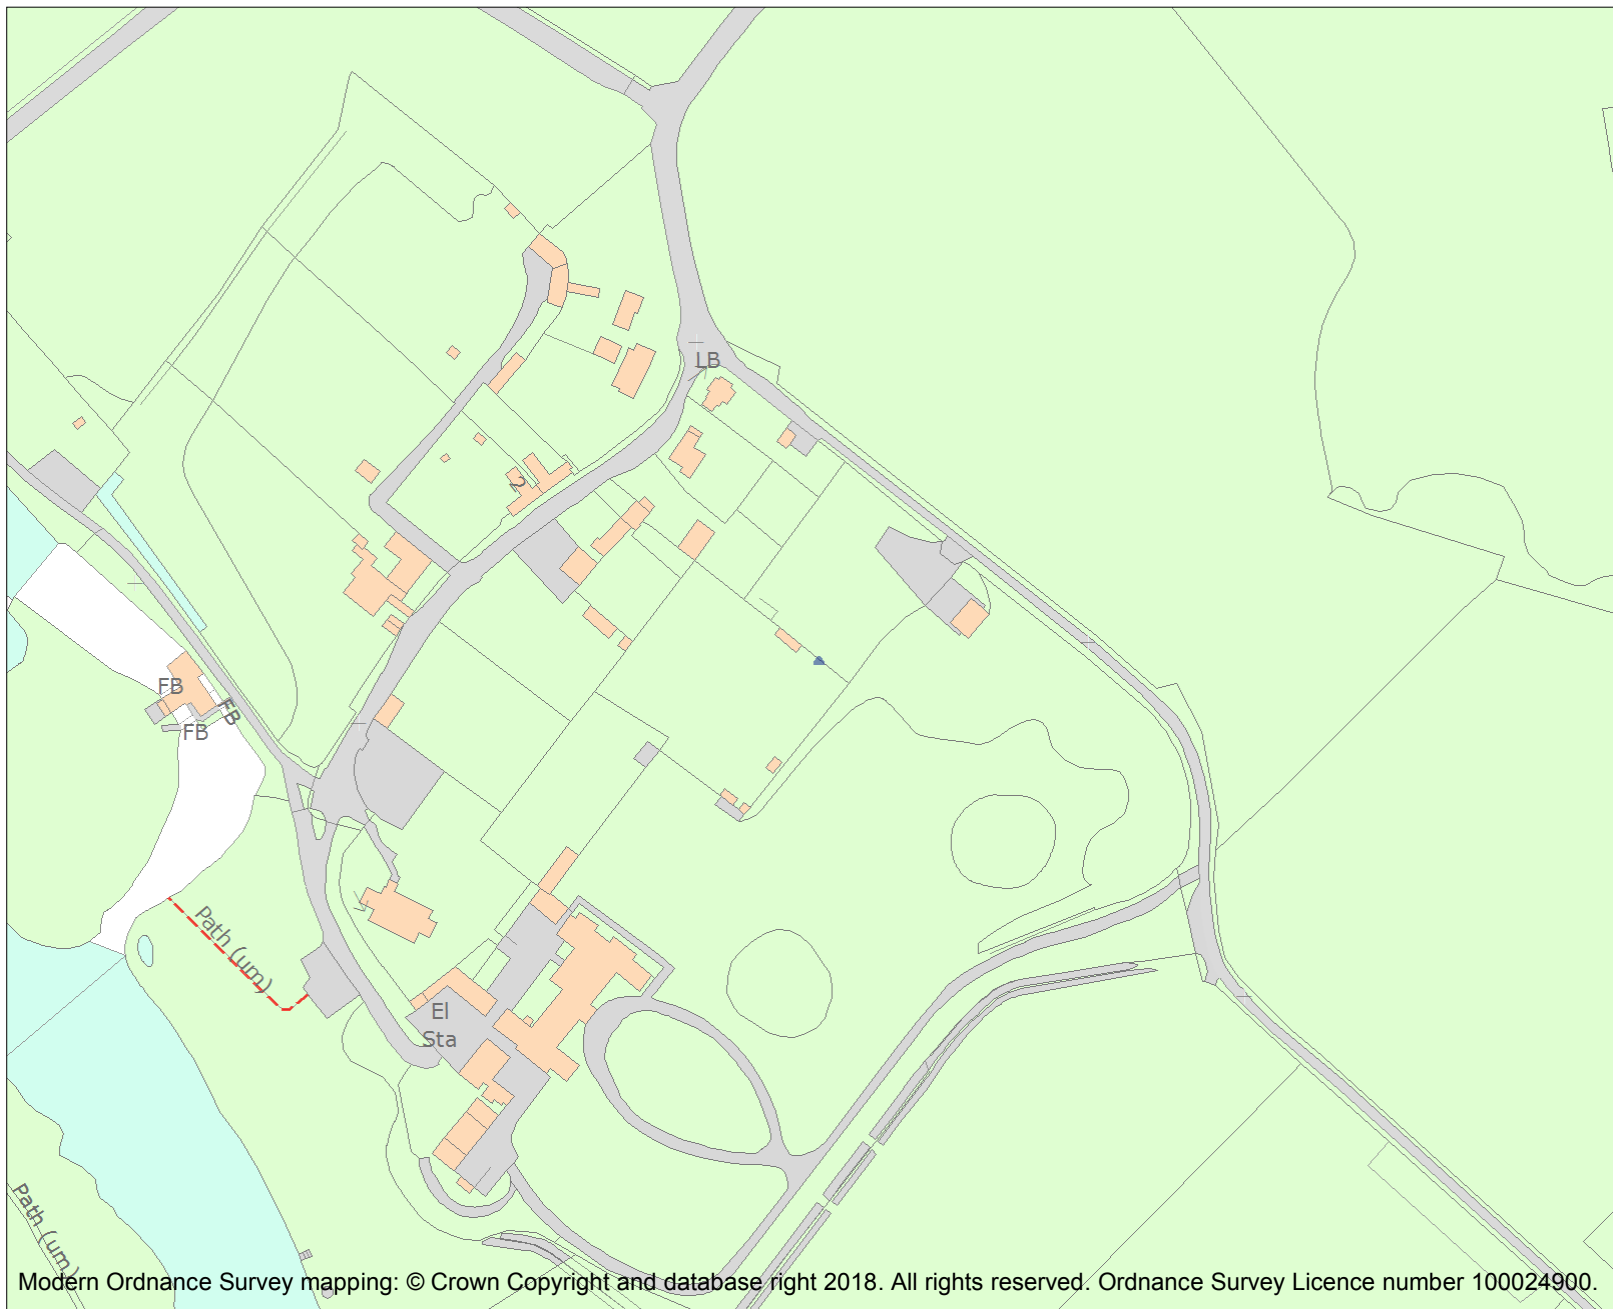 LB
2
FB
FB
FB
Path (um)
El
Sta
Path (um)
Modern Ordnance Survey mapping: © Crown Copyright and database right 2018. All rights reserved. Ordnance Survey Licence number 100024900.